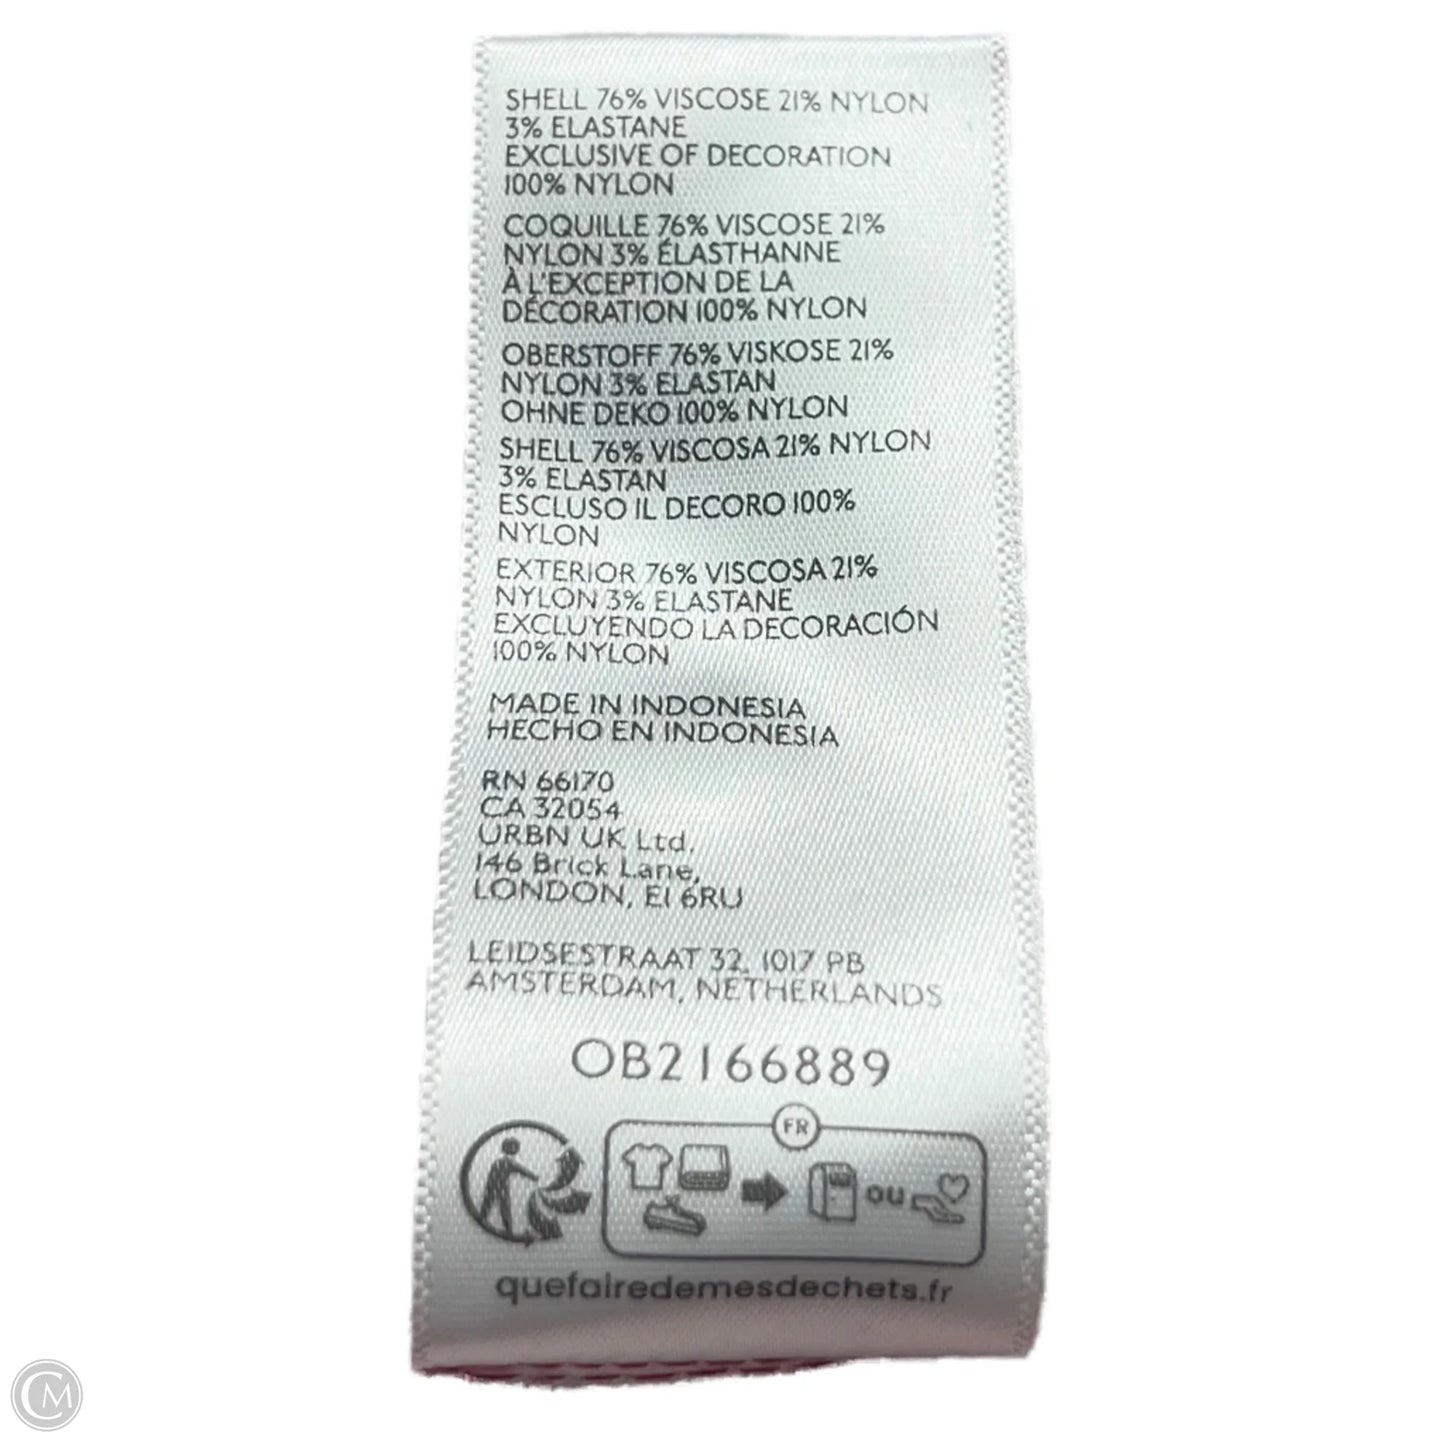 SHELL 76% VISCOSE 21% NYLON
3% ELASTANE
EXCLUSIVE OF DECORATION
100% NYLON
COQUILLE 76% VISCOSE 21%
NYLON 3% ÉLASTHANNE
À L'EXCEPTION DE LA
DÉCORATION 100% NYLON
OBERSTOFF 76% VISKOSE 21%
NYLON 3% ELASTAN
OHNE DEKO 100% NYLON
SHELL 76% VISCOSA 21% NYLON
3% ELASTAN
ESCLUSO IL DECORO 100%
NYLON
EXTERIOR 76% VISCOSA 21%
NYLON 3% ELASTANE
EXCLUYENDO LA DECORACIÓN
100% NYLON
MADE IN INDONESIA
HECHO EN INDONESIA
RN 66170
CA 32054
URBN UK Ltd.
146 Brick Lane,
LONDON, E1 6RU
LEIDSESTRAAT 32, 1017 PB
AMSTERDAM, NETHERLANDS
OB2166889
FR
ou
quefairedemesdechets.fr
CM